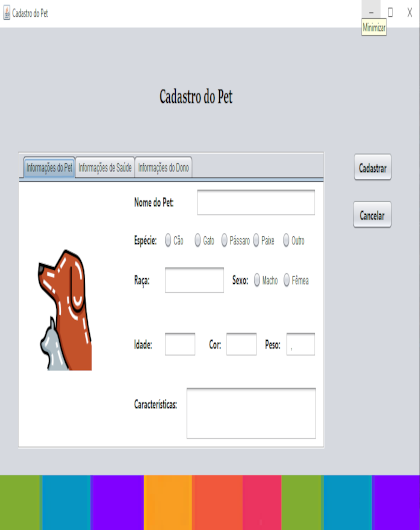 Cadastro do Pet
Minimizar
Cadastro do Pet
Informações do Pet Informações de Saúde Informações do Dono
Cadastrar
Cancelar
Nome do Pet:
Espécie: Cão Gato Pássaro Peixe Outro
Raça: Sexo: Macho Fêmea
Idade: Cor: Peso: .
Características: